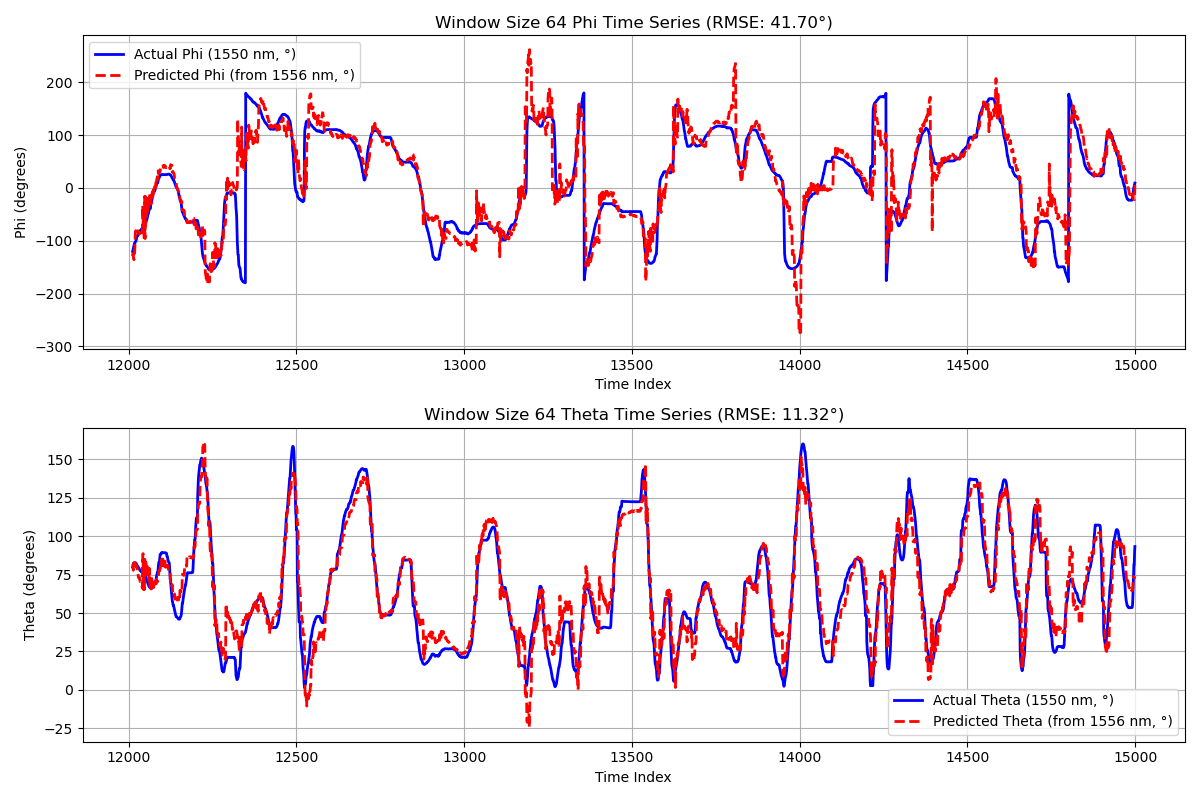 Window Size 64 Phi Time Series (RMSE: 41.70°)
Actual Phi (1550 nm, °)
Predicted Phi (from 1556 nm, °)
Phi (degrees)
200
100
0
−100
−200
−300
12000 12500 13000 13500 14000 14500 15000
Time Index
Window Size 64 Theta Time Series (RMSE: 11.32°)
Theta (degrees)
150
125
100
75
50
25
0
−25
Actual Theta (1550 nm, °)
Predicted Theta (from 1556 nm, °)
12000 12500 13000 13500 14000 14500 15000
Time Index